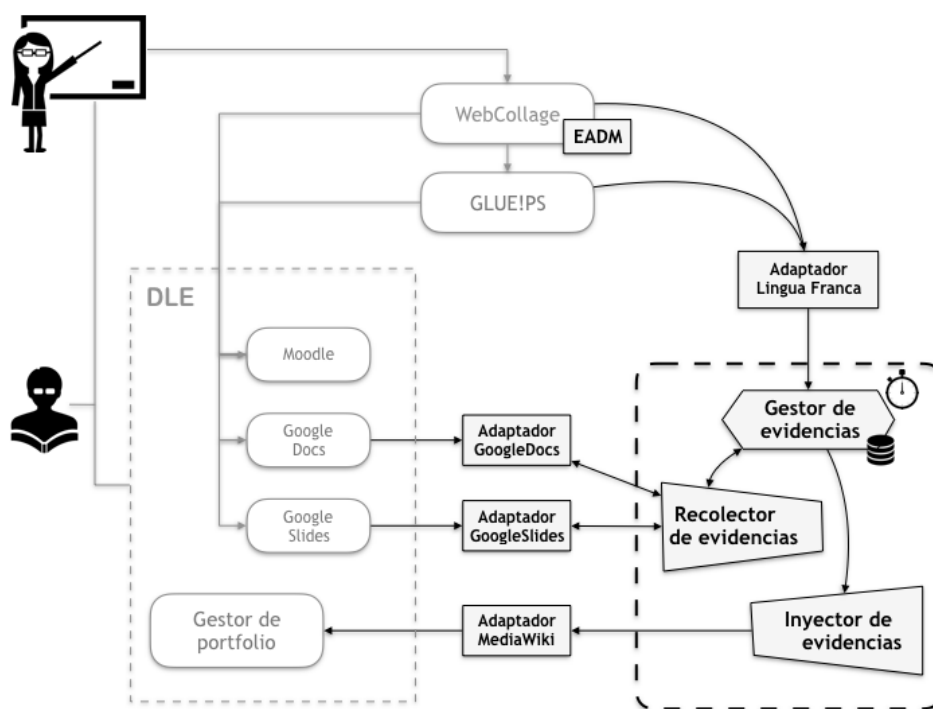 WebCollage
EADM
GLUE!PS
Adaptador
Lingua Franca
DLE
Moodle
Gestor de
evidencias
Google
Docs
Adaptador
GoogleDocs
Recolector
de evidencias
Google
Slides
Adaptador
GoogleSlides
Gestor de
portfolio
Adaptador
MediaWiki
Inyector de
evidencias